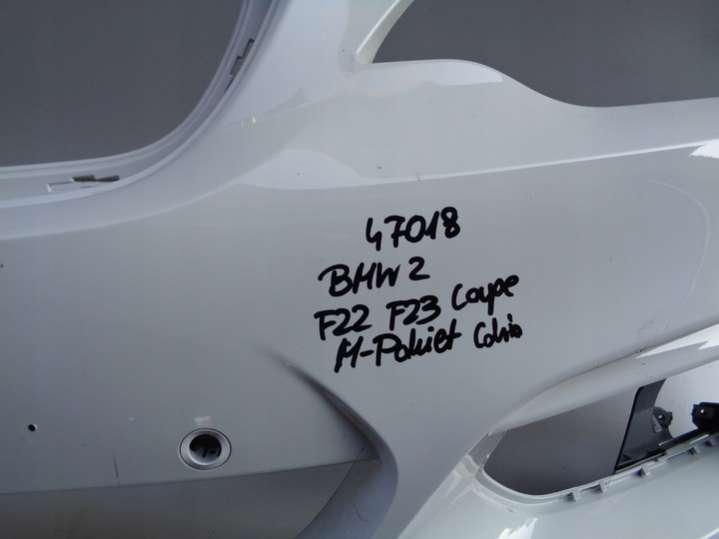 47018
BMW 2
F22 F23 Coupe
M-Pakiet Cabrio